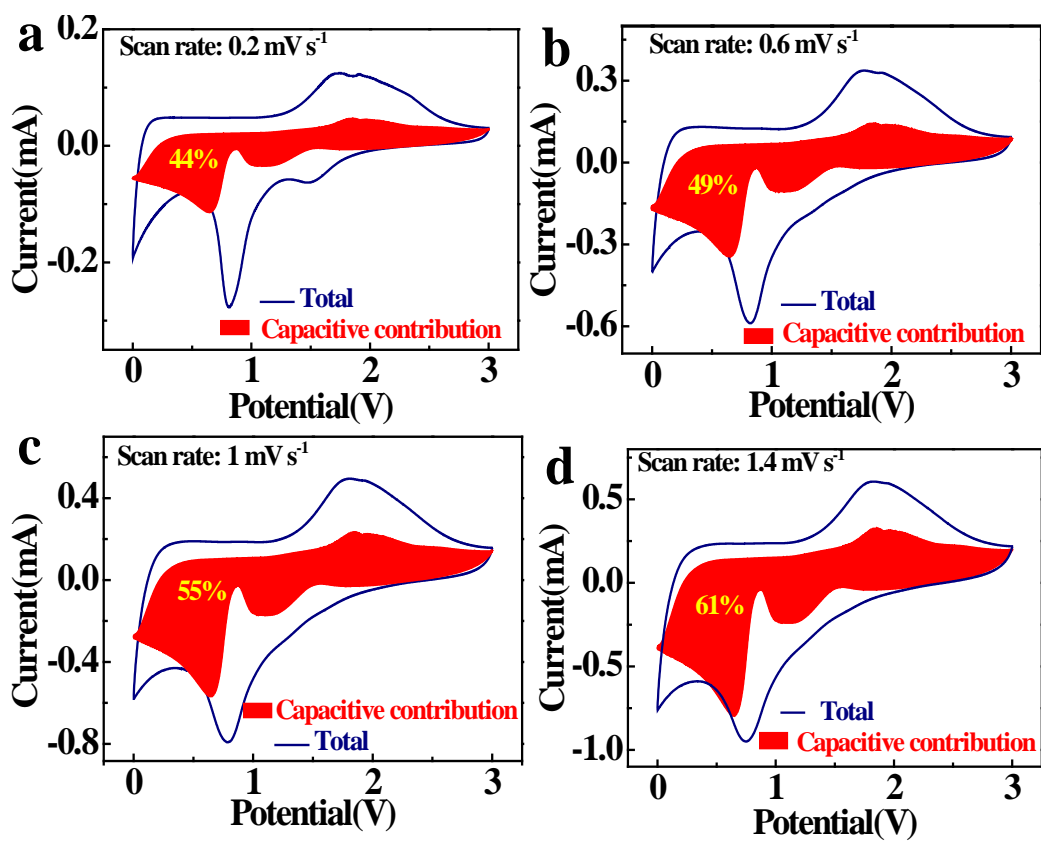 a
Scan rate: 0.2 mV s-1
0.2
0.0
-0.2
Current(mA)
44%
Total
Capacitive contribution
0 1 2 3
Potential(V)
b
Scan rate: 0.6 mV s-1
0.3
0.0
-0.3
-0.6
Current(mA)
49%
Total
Capacitive contribution
0 1 2 3
Potential(V)
c
Scan rate: 1 mV s-1
0.4
0.0
-0.4
-0.8
Current(mA)
55%
Capacitive contribution
Total
0 1 2 3
Potential(V)
d
Scan rate: 1.4 mV s-1
0.5
0.0
-0.5
-1.0
Current(mA)
61%
Total
Capacitive contribution
0 1 2 3
Potential(V)